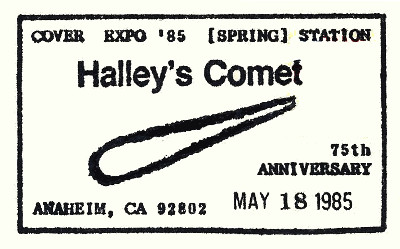 COVER EXPO '85 [SPRING] STATION
Halley's Comet
75th
ANNIVERSARY
ANAHEIM, CA 92802 MAY 18 1985